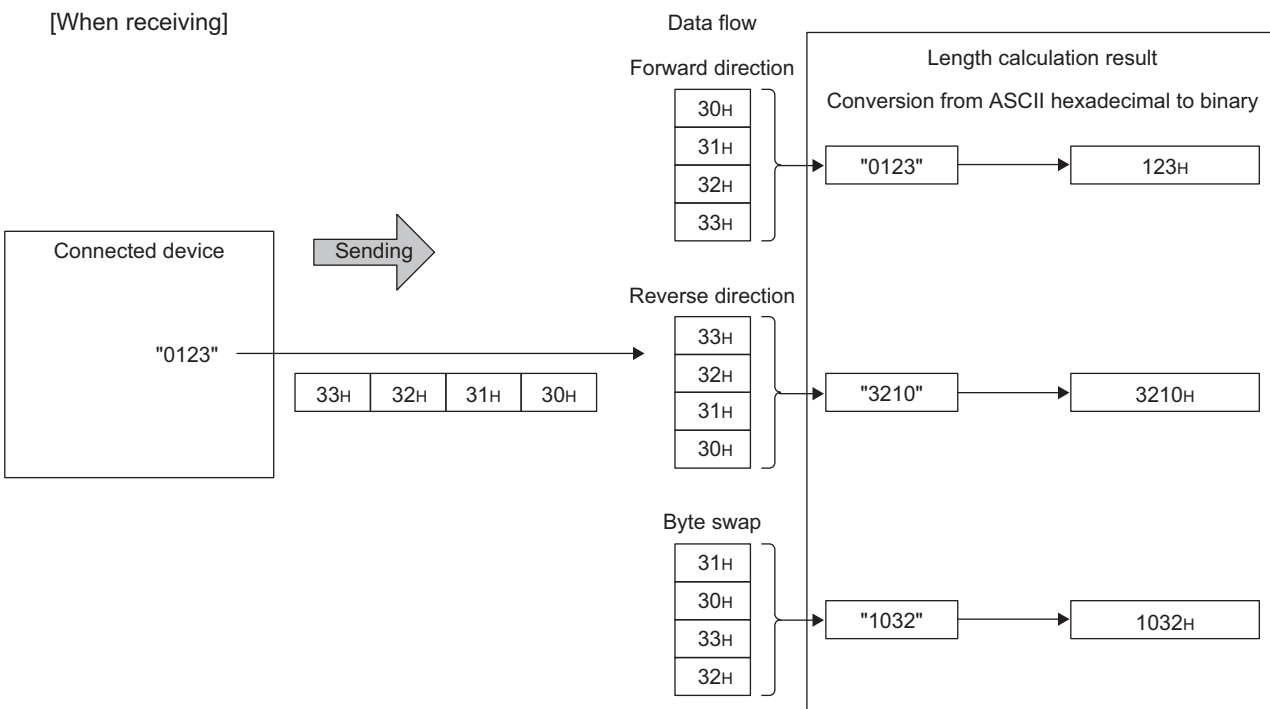 [When receiving]
Data flow
Length calculation result
Conversion from ASCII hexadecimal to binary
Forward direction
30H
31H
32H
33H
"0123"
123H
Connected device
Sending
"0123"
33H 32H 31H 30H
Reverse direction
33H
32H
31H
30H
"3210"
3210H
Byte swap
31H
30H
33H
32H
"1032"
1032H